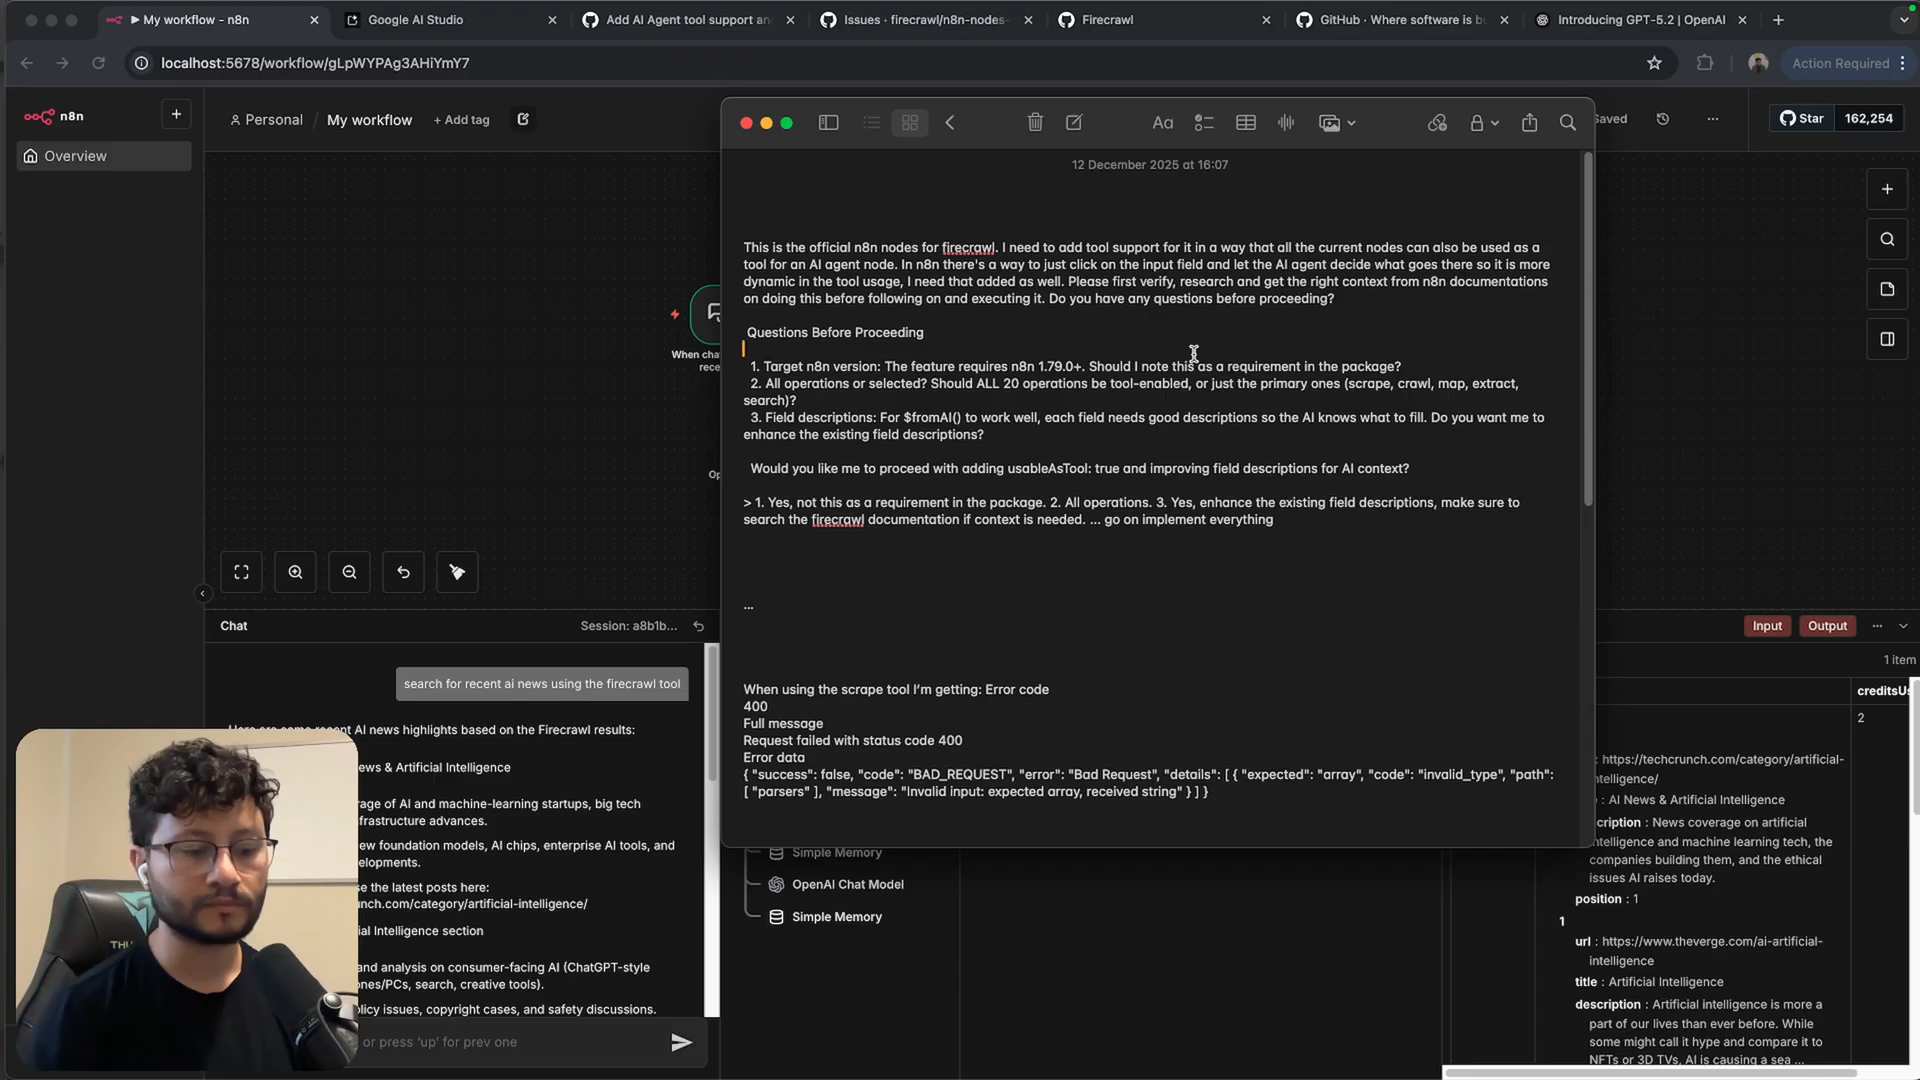 My workflow - n8n
Google AI Studio
Add AI Agent tool support an
Issues · firecrawl/n8n-nodes-
Firecrawl
GitHub · Where software is b
Introducing GPT-5.2 | OpenAI
localhost:5678/workflow/gLpWYPAg3AHiYmY7
Action Required
n8n
Overview
Personal / My workflow + Add tag
Saved
Star 162,254
12 December 2025 at 16:07
This is the official n8n nodes for firecrawl. I need to add tool support for it in a way that all the current nodes can also be used as a
tool for an AI agent node. In n8n there's a way to just click on the input field and let the AI agent decide what goes there so it is more
dynamic in the tool usage, I need that added as well. Please first verify, research and get the right context from n8n documentations
on doing this before following on and executing it. Do you have any questions before proceeding?
Questions Before Proceeding
1. Target n8n version: The feature requires n8n 1.79.0+. Should I note this as a requirement in the package?
2. All operations or selected? Should ALL 20 operations be tool-enabled, or just the primary ones (scrape, crawl, map, extract,
search)?
3. Field descriptions: For $fromAI() to work well, each field needs good descriptions so the AI knows what to fill. Do you want me to
enhance the existing field descriptions?
Would you like me to proceed with adding usableAsTool: true and improving field descriptions for AI context?
> 1. Yes, not this as a requirement in the package. 2. All operations. 3. Yes, enhance the existing field descriptions, make sure to
search the firecrawl documentation if context is needed. ... go on implement everything
...
When using the scrape tool I'm getting: Error code
400
Full message
Request failed with status code 400
Error data
{ "success": false, "code": "BAD_REQUEST", "error": "Bad Request", "details": [ { "expected": "array", "code": "invalid_type", "path":
[ "parsers" ], "message": "Invalid input: expected array, received string" } ] }
When cha
rece
Op
Chat
Session: a8b1b...
search for recent ai news using the firecrawl tool
Here are some recent AI news highlights based on the Firecrawl results:
ews & Artificial Intelligence
rage of AI and machine-learning startups, big tech
frastructure advances.
ew foundation models, AI chips, enterprise AI tools, and
elopments.
se the latest posts here:
unch.com/category/artificial-intelligence/
ial Intelligence section
and analysis on consumer-facing AI (ChatGPT-style
ones/PCs, search, creative tools).
olicy issues, copyright cases, and safety discussions.
or press 'up' for prev one
Simple Memory
OpenAI Chat Model
Simple Memory
Input
Output
1 item
creditsUs
2
: https://techcrunch.com/category/artificial-
intelligence/
: AI News & Artificial Intelligence
cription : News coverage on artificial
intelligence and machine learning tech, the
companies building them, and the ethical
issues AI raises today.
position : 1
1
url : https://www.theverge.com/ai-artificial-
intelligence
title : Artificial Intelligence
description : Artificial intelligence is more a
part of our lives than ever before. While
some might call it hype and compare it to
NFTs or 3D TVs, AI is causing a sea ...
THU